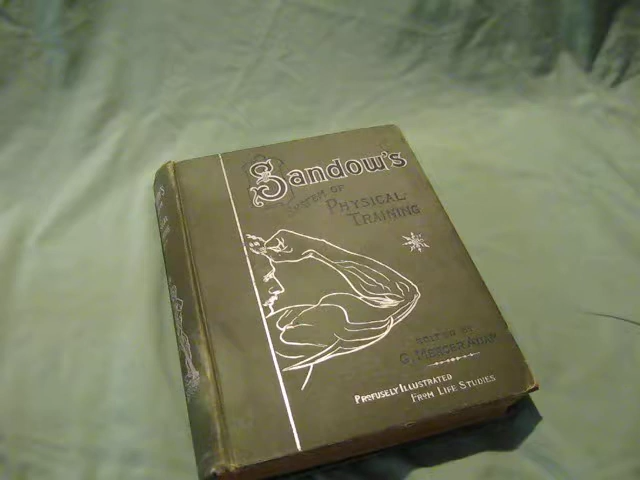 Sandow's
SYSTEM OF
PHYSICAL
TRAINING
EDITED BY
G. MERCER ADAM
PROFUSELY ILLUSTRATED
FROM LIFE STUDIES